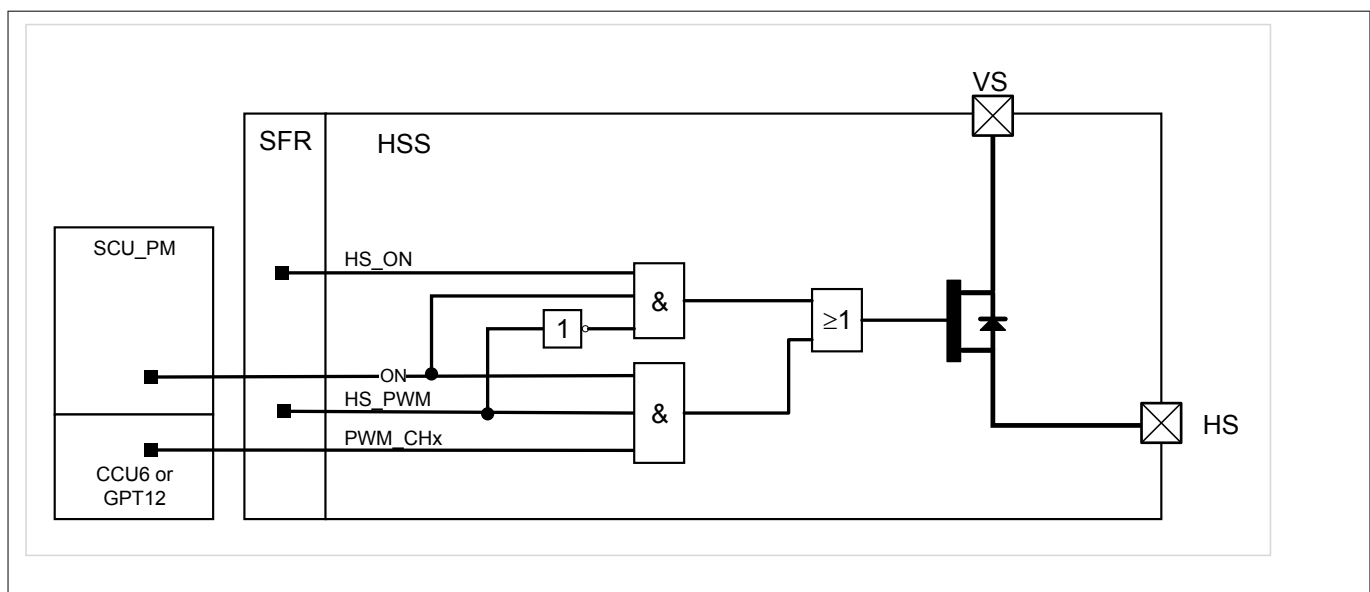 VS
SFR
HSS
SCU_PM
HS_ON
&
1
≥1
ON
HS_PWM
&
HS
PWM_CHx
CCU6 or
GPT12